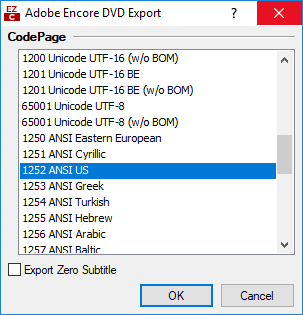 EZ
C
Adobe Encore DVD Export
?
CodePage
1200 Unicode UTF-16 (w/o BOM)
1201 Unicode UTF-16 BE
1201 Unicode UTF-16 BE (w/o BOM)
65001 Unicode UTF-8
65001 Unicode UTF-8 (w/o BOM)
1250 ANSI Eastern European
1251 ANSI Cyrillic
1252 ANSI US
1253 ANSI Greek
1254 ANSI Turkish
1255 ANSI Hebrew
1256 ANSI Arabic
1257 ANSI Baltic
Export Zero Subtitle
OK
Cancel